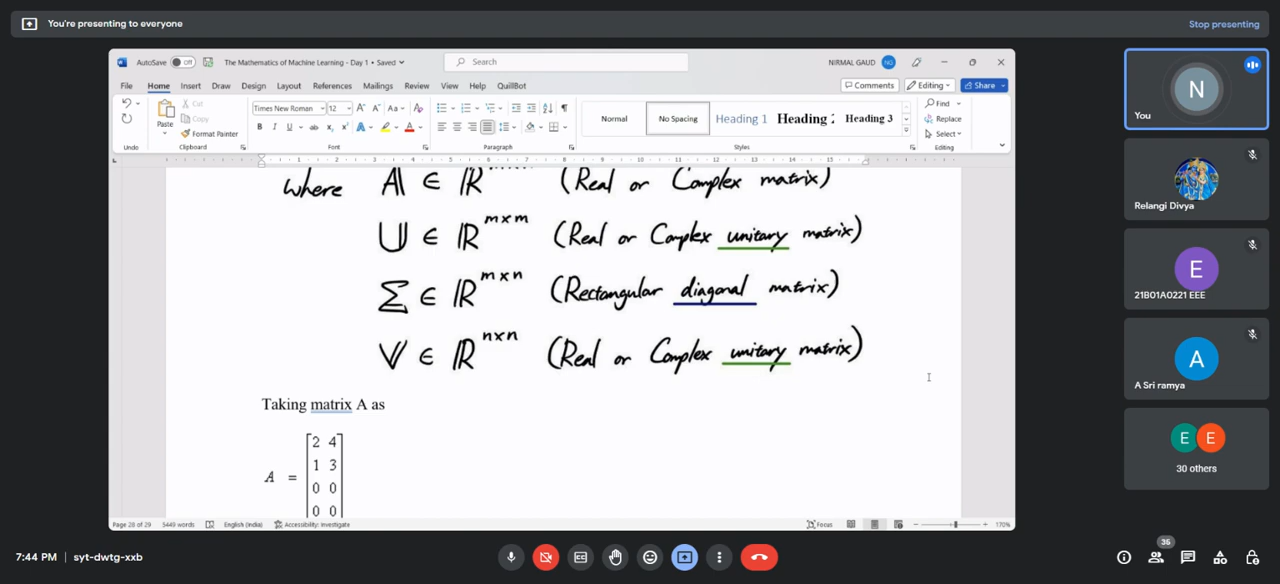 You're presenting to everyone
Stop presenting
AutoSave Off The Mathematics of Machine Learning - Day 1 • Saved
Search
NIRMAL GAUD NG
File Home Insert Draw Design Layout References Mailings Review View Help QuillBot
Comments Editing Share
Paste
Cut
Copy
Format Painter
Times New Roman 12
B I U
Normal No Spacing Heading 1 Heading 2 Heading 3
Find
Replace
Select
Undo Clipboard Font Paragraph Styles Editing
where A ∈ ℝ (Real or Complex matrix)
U ∈ ℝ^m×m (Real or Complex unitary matrix)
Σ ∈ ℝ^m×n (Rectangular diagonal matrix)
V ∈ ℝ^n×n (Real or Complex unitary matrix)
Taking matrix A as
2 4
1 3
A =
0 0
0 0
Page 28 of 29 5449 words English (India) Accessibility: Investigate
Focus
170%
N
You
Relangi Divya
E
21B01A0221 EEE
A
A Sri ramya
E E
30 others
7:44 PM | syt-dwtg-xxb
35